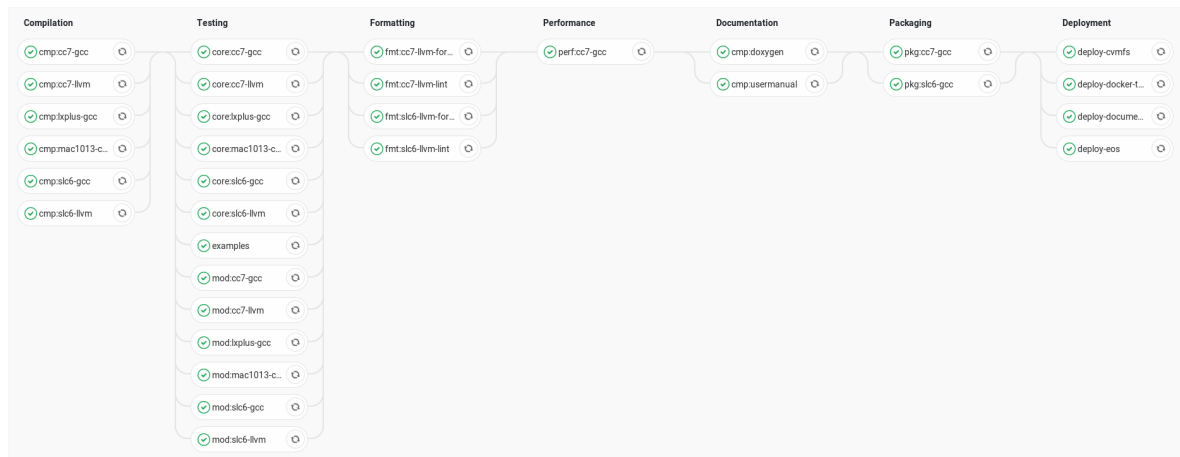 Compilation
cmp:cc7-gcc
cmp:cc7-llvm
cmp:lxplus-gcc
cmp:mac1013-c...
cmp:slc6-gcc
cmp:slc6-llvm
Testing
core:cc7-gcc
core:cc7-llvm
core:lxplus-gcc
core:mac1013-c...
core:slc6-gcc
core:slc6-llvm
examples
mod:cc7-gcc
mod:cc7-llvm
mod:lxplus-gcc
mod:mac1013-c...
mod:slc6-gcc
mod:slc6-llvm
Formatting
fmt:cc7-llvm-for...
fmt:cc7-llvm-lint
fmt:slc6-llvm-for...
fmt:slc6-llvm-lint
Performance
perf:cc7-gcc
Documentation
cmp:doxygen
cmp:usermanual
Packaging
pkg:cc7-gcc
pkg:slc6-gcc
Deployment
deploy-cvmfs
deploy-docker-t...
deploy-docume...
deploy-eos